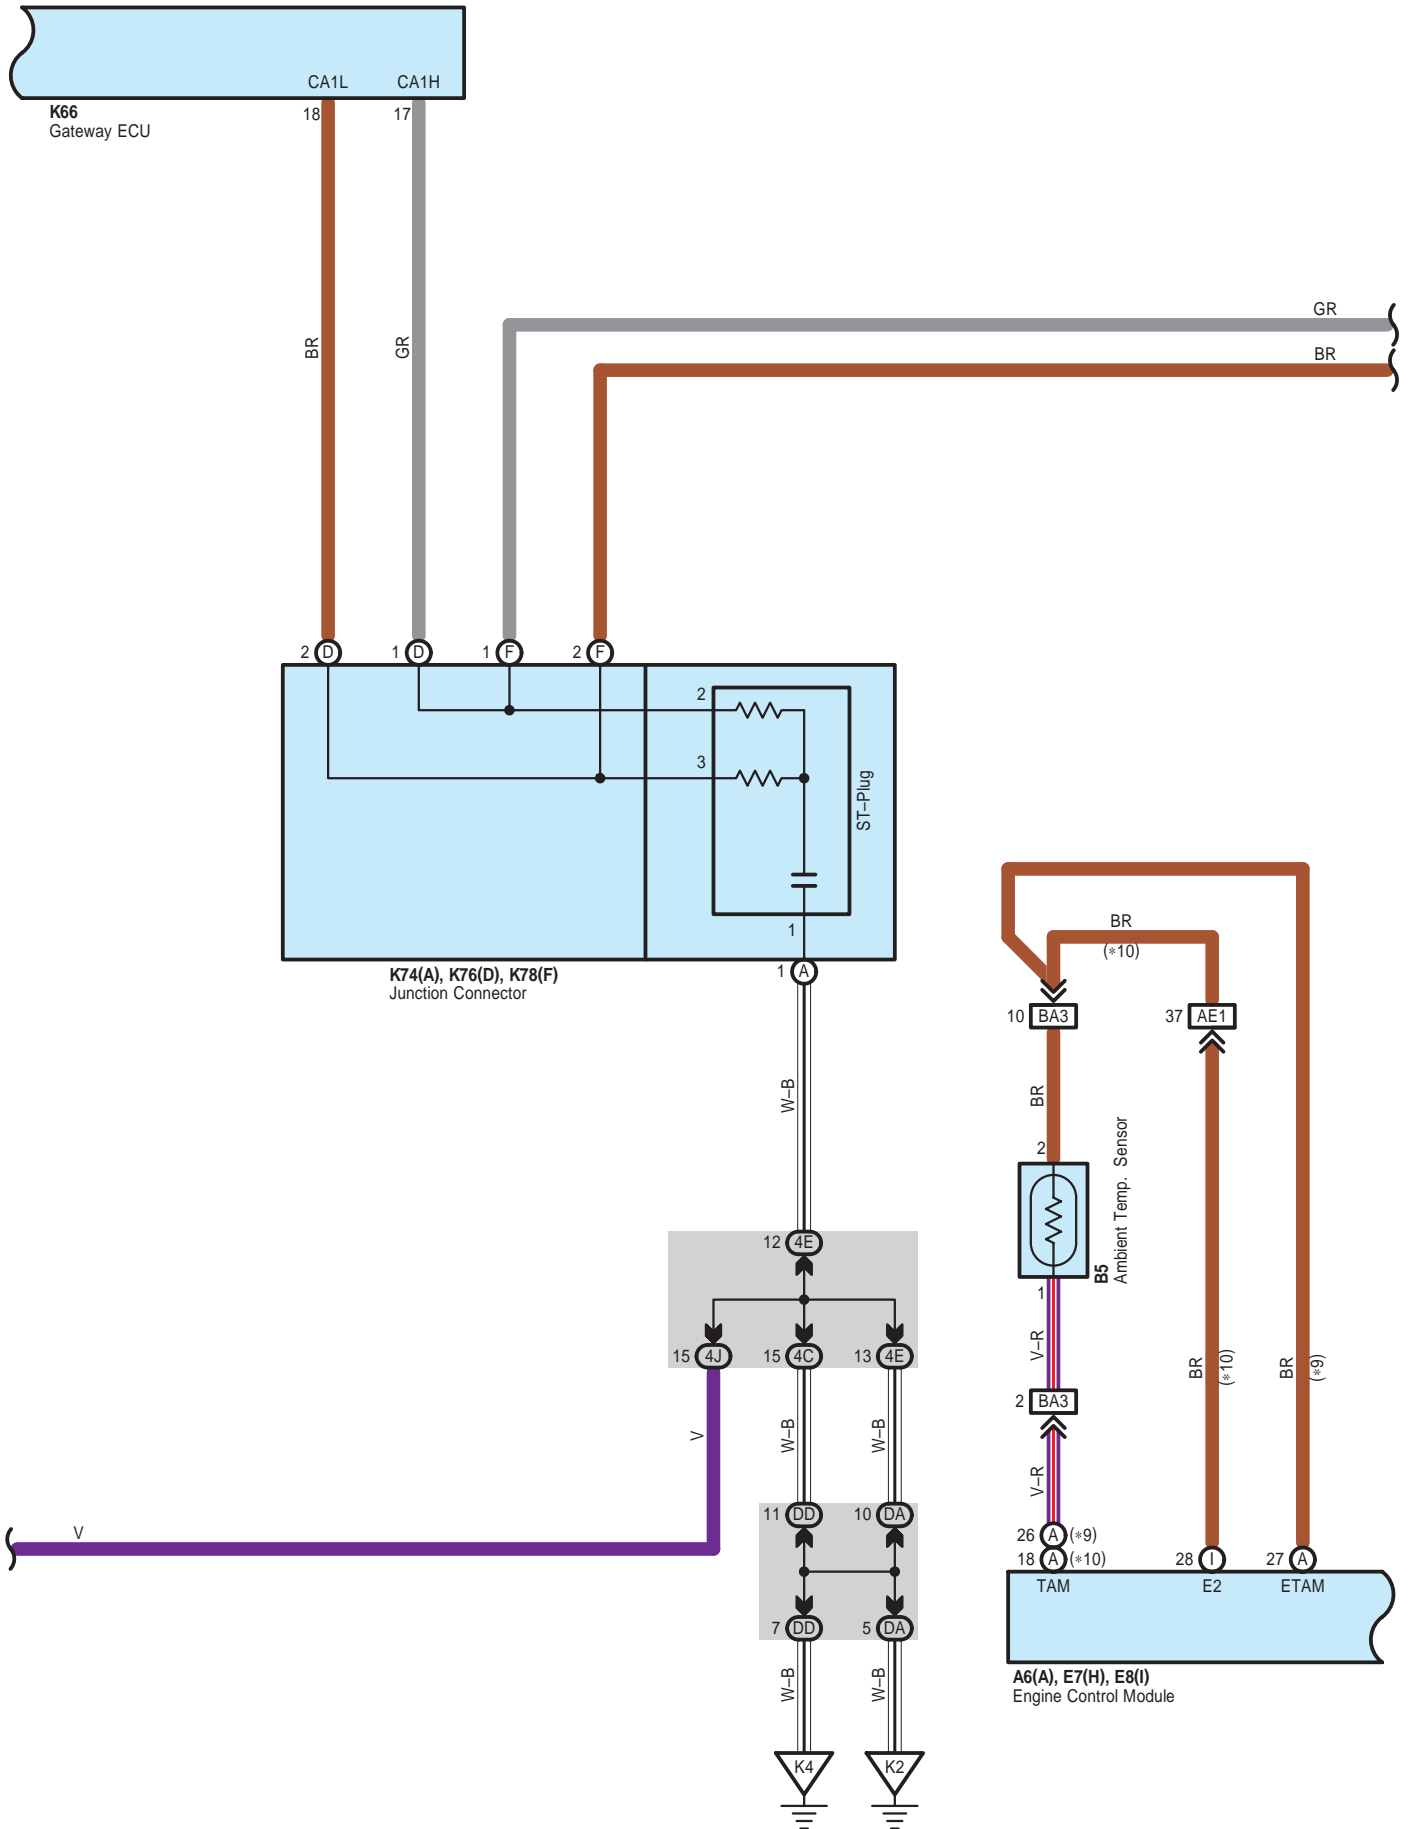 CA1L CA1H
18 17
K66
Gateway ECU
BR GR
GR
BR
2 D 1 D 1 F 2 F
2
3
ST–Plug
1
K74(A), K76(D), K78(F)
Junction Connector
1 A
BR
(*10)
10 BA3 37 AE1
W–B
BR
2
B5
Ambient Temp. Sensor
1
12 4E
15 4J 15 4C 13 4E
V–R
BR
(*10)
BR
(*9)
2 BA3
V
W–B W–B
V–R
11 DD 10 DA
V
26 A (*9)
18 A (*10) 28 I 27 A
TAM E2 ETAM
7 DD 5 DA
A6(A), E7(H), E8(I)
Engine Control Module
W–B W–B
K4 K2